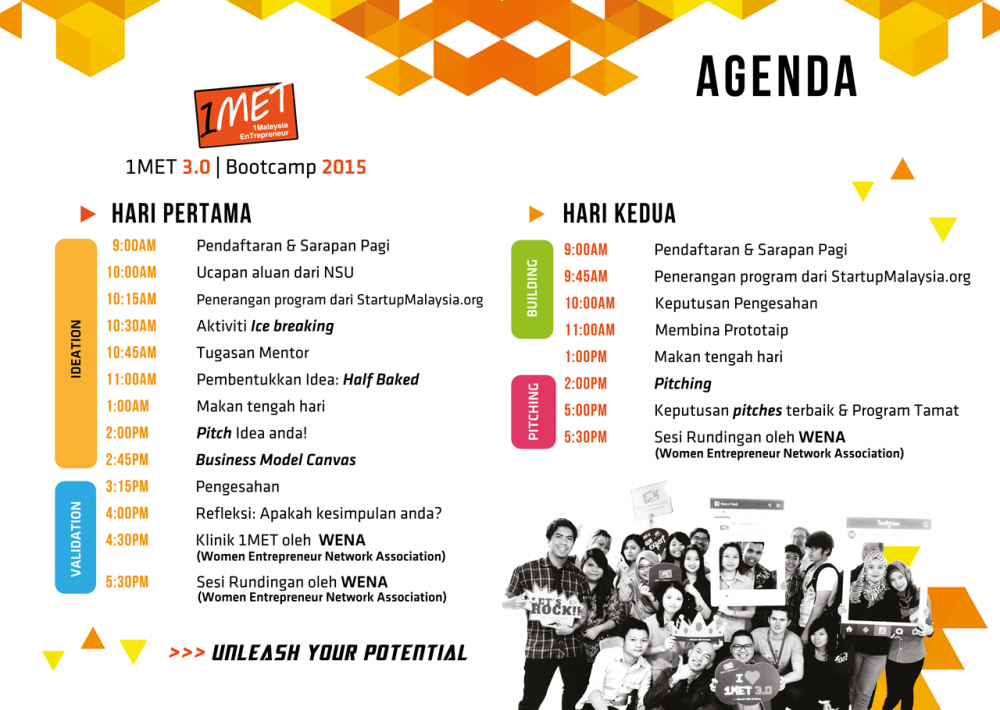 AGENDA
1MET
1Malaysia
EnTrepreneur
1MET 3.0 | Bootcamp 2015
HARI PERTAMA
IDEATION
9:00AM Pendaftaran & Sarapan Pagi
10:00AM Ucapan aluan dari NSU
10:15AM Penerangan program dari StartupMalaysia.org
10:30AM Aktiviti Ice breaking
10:45AM Tugasan Mentor
11:00AM Pembentukkan Idea: Half Baked
1:00AM Makan tengah hari
2:00PM Pitch Idea anda!
2:45PM Business Model Canvas
VALIDATION
3:15PM Pengesahan
4:00PM Refleksi: Apakah kesimpulan anda?
4:30PM Klinik 1MET oleh WENA
(Women Entrepreneur Network Association)
5:30PM Sesi Rundingan oleh WENA
(Women Entrepreneur Network Association)
>>> UNLEASH YOUR POTENTIAL
HARI KEDUA
BUILDING
9:00AM Pendaftaran & Sarapan Pagi
9:45AM Penerangan program dari StartupMalaysia.org
10:00AM Keputusan Pengesahan
11:00AM Membina Prototaip
1:00PM Makan tengah hari
PITCHING
2:00PM Pitching
5:00PM Keputusan pitches terbaik & Program Tamat
5:30PM Sesi Rundingan oleh WENA
(Women Entrepreneur Network Association)
News Feed
Instagram
LET'S
ROCK!!
I
1MET 3.0